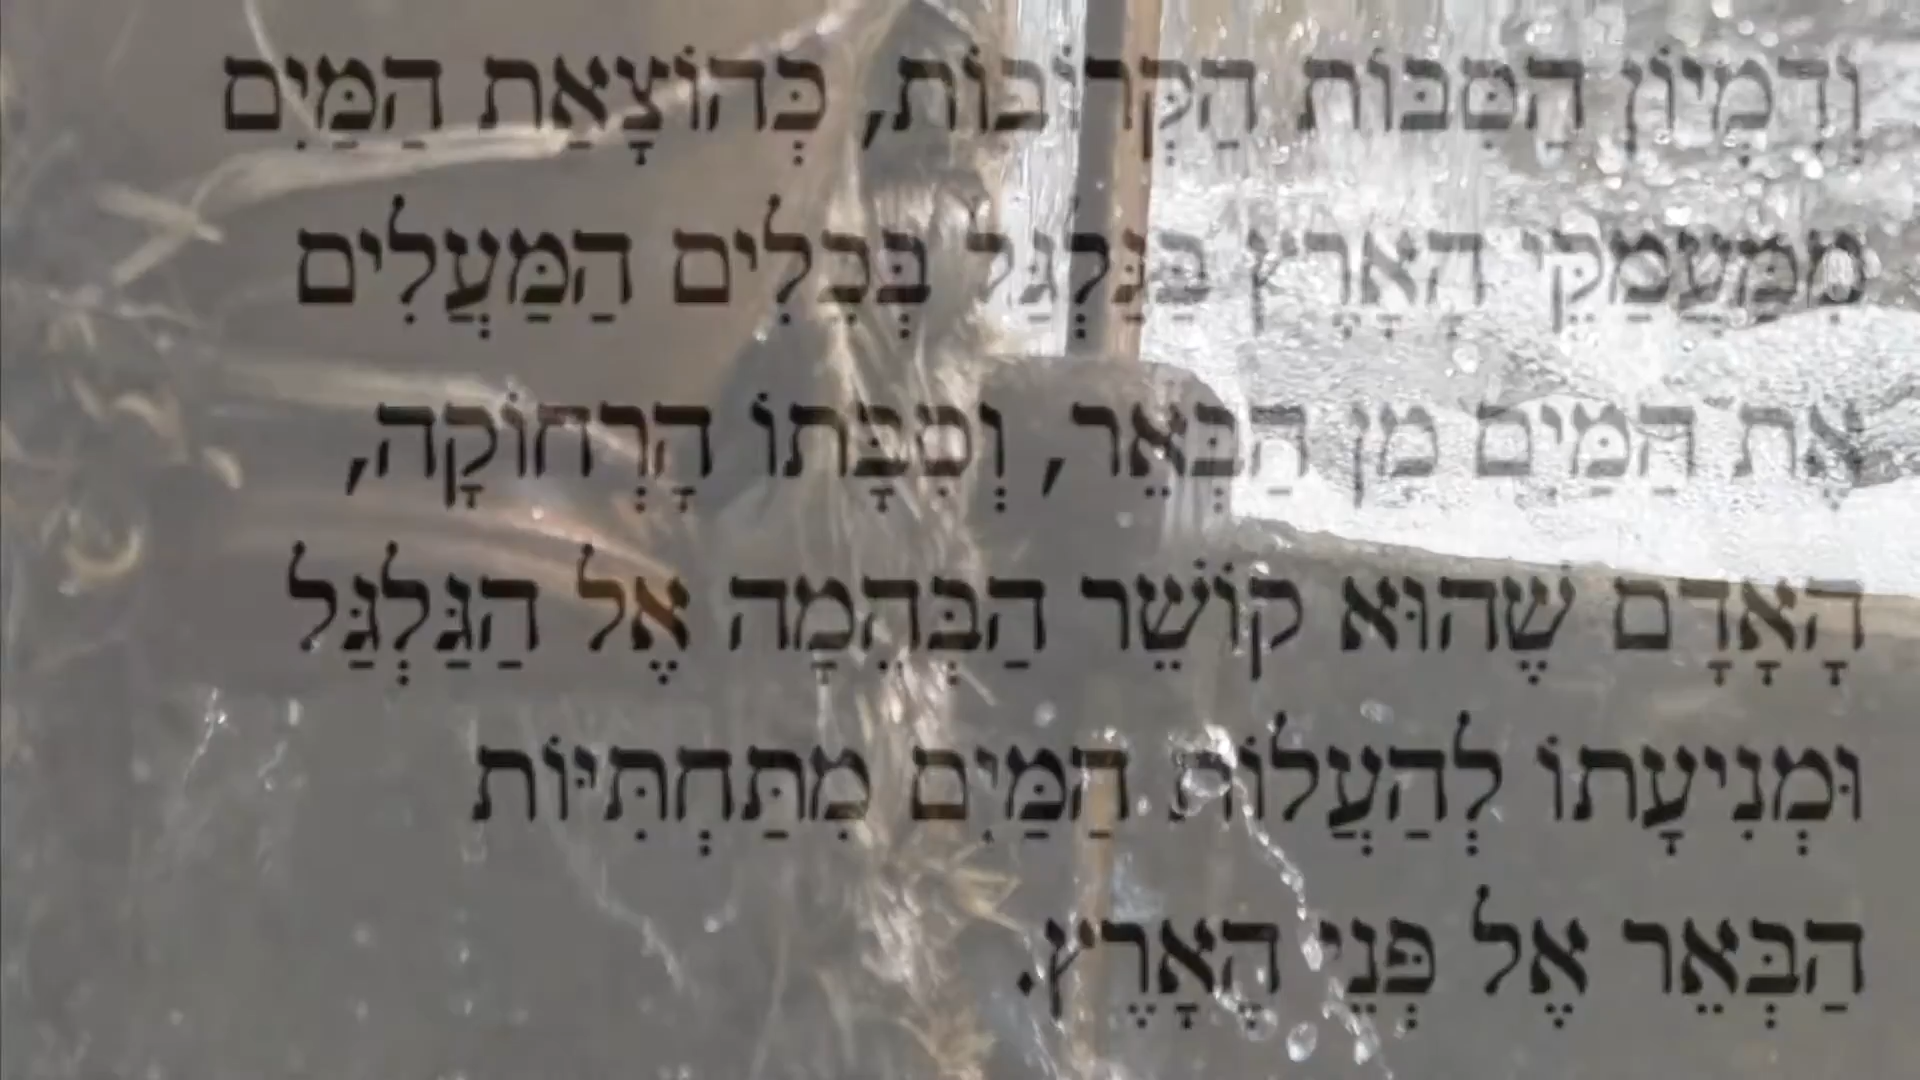 וְדִמְיוֹן הַסִּבּוֹת הַקְּרוֹבוֹת, כְּהוֹצָאַת הַמַּיִם
מִמַּעֲמַקֵּי הָאָרֶץ בַּגַּלְגַּל בְּכֵלִים הַמַּעֲלִים
אֶת הַמַּיִם מִן הַבְּאֵר, וְסִבָּתוֹ הָרְחוֹקָה,
הָאָדָם שֶׁהוּא קוֹשֵׁר הַבְּהֵמָה אֶל הַגַּלְגַּל
וּמְנִיעָתוֹ לְהַעֲלוֹת הַמַּיִם מִתַּחְתִּיּוֹת
הַבְּאֵר אֶל פְּנֵי הָאָרֶץ.